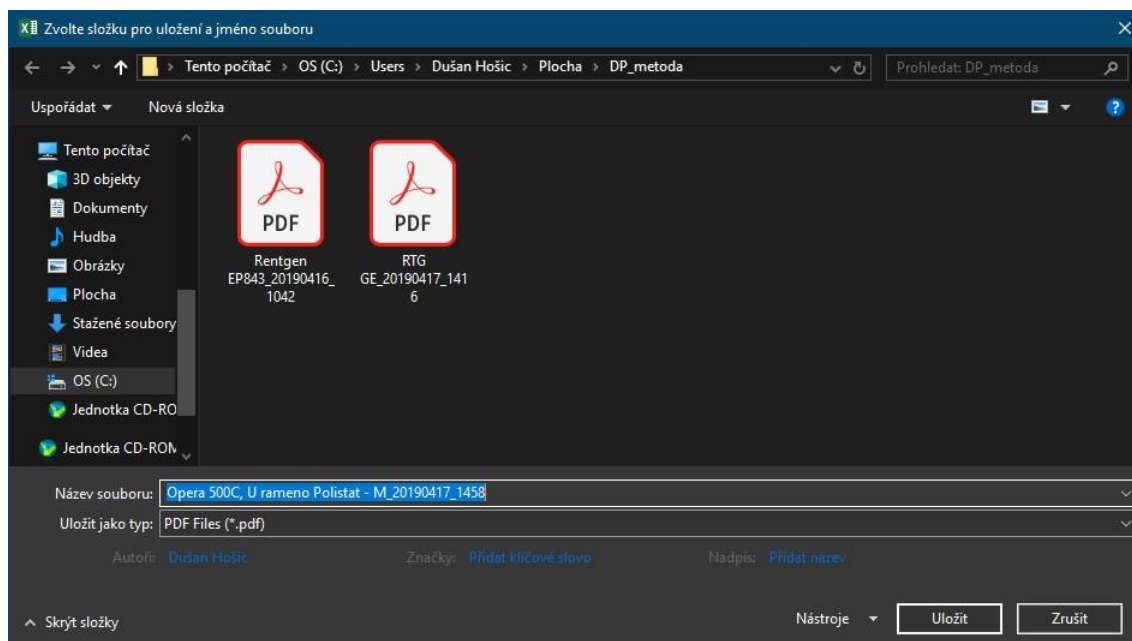 Zvolte složku pro uložení a jméno souboru
Tento počítač › OS (C:) › Users › Dušan Hošic › Plocha › DP_metoda
Prohledat: DP_metoda
Uspořádat
Nová složka
Tento počítač
3D objekty
Dokumenty
Hudba
Obrázky
Plocha
Stažené soubory
Videa
OS (C:)
Jednotka CD-RO
Jednotka CD-ROM
PDF
Rentgen
EP843_20190416_
1042
PDF
RTG
GE_20190417_141
6
Název souboru: Opera 500C, U rameno Polistat - M_20190417_1458
Uložit jako typ: PDF Files (*.pdf)
Autoři: Dušan Hošic
Značky: Přidat klíčové slovo
Nadpis: Přidat název
Skrýt složky
Nástroje
Uložit
Zrušit